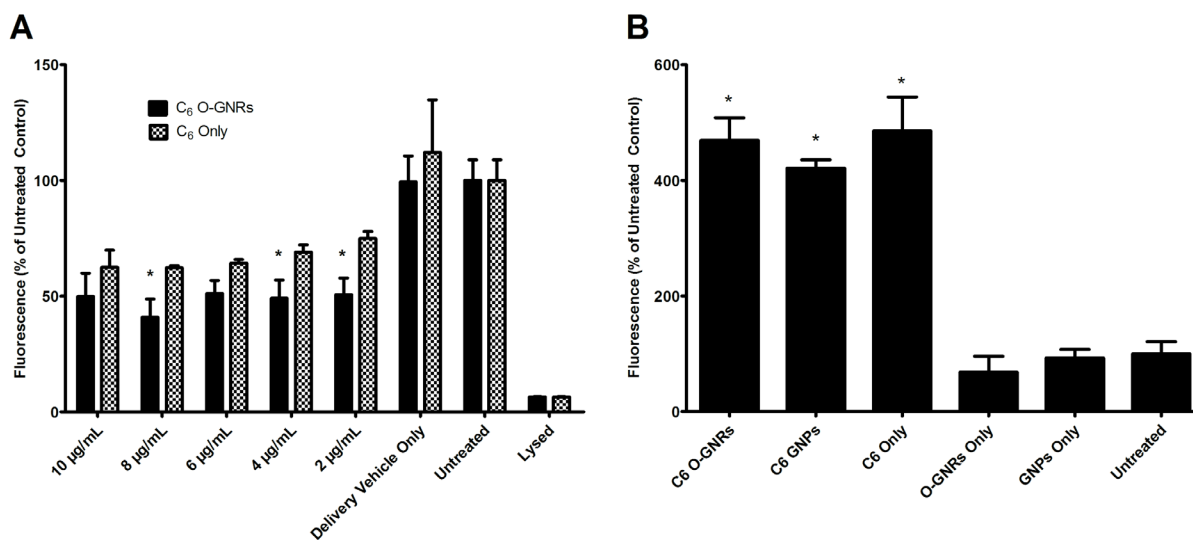 A
Fluorescence (% of Untreated Control)
150
100
50
0
C₆ O-GNRs
C₆ Only
*
*
*
10 µg/mL
8 µg/mL
6 µg/mL
4 µg/mL
2 µg/mL
Delivery Vehicle Only
Untreated
Lysed
B
Fluorescence (% of Untreated Control)
600
400
200
0
*
*
*
C6 O-GNRs
C6 GNPs
C6 Only
O-GNRs Only
GNPs Only
Untreated